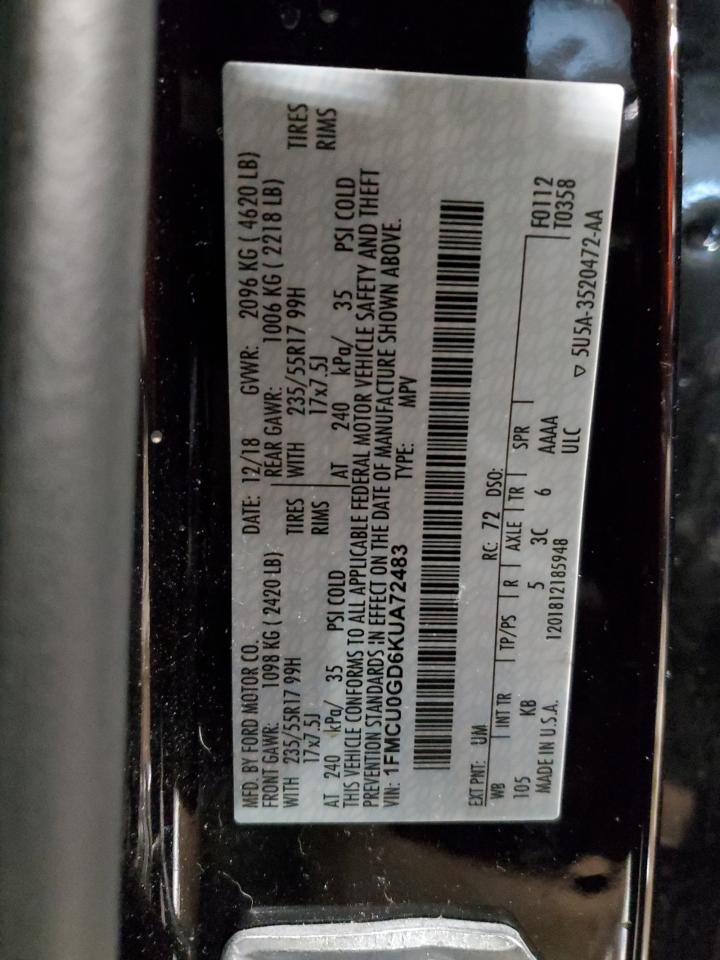 MFD. BY FORD MOTOR CO. DATE: 12/18 GVWR: 2096 KG ( 4620 LB)
FRONT GAWR: 1098 KG ( 2420 LB) REAR GAWR: 1006 KG ( 2218 LB)
WITH 235/55R17 99H TIRES WITH 235/55R17 99H TIRES
17x7.5J RIMS 17x7.5J RIMS
AT 240 kPa/ 35 PSI COLD AT 240 kPa/ 35 PSI COLD
THIS VEHICLE CONFORMS TO ALL APPLICABLE FEDERAL MOTOR VEHICLE SAFETY AND THEFT
PREVENTION STANDARDS IN EFFECT ON THE DATE OF MANUFACTURE SHOWN ABOVE.
VIN: 1FMCU0GD6KUA72483 TYPE: MPV
EXT PNT: UM RC: 72 DSO:
WB INT TR TP/PS R AXLE TR SPR F0112
105 KB 5 3C 6 AAAA T0358
MADE IN U.S.A. 1201812185948 ULC
5U5A-3520472-AA